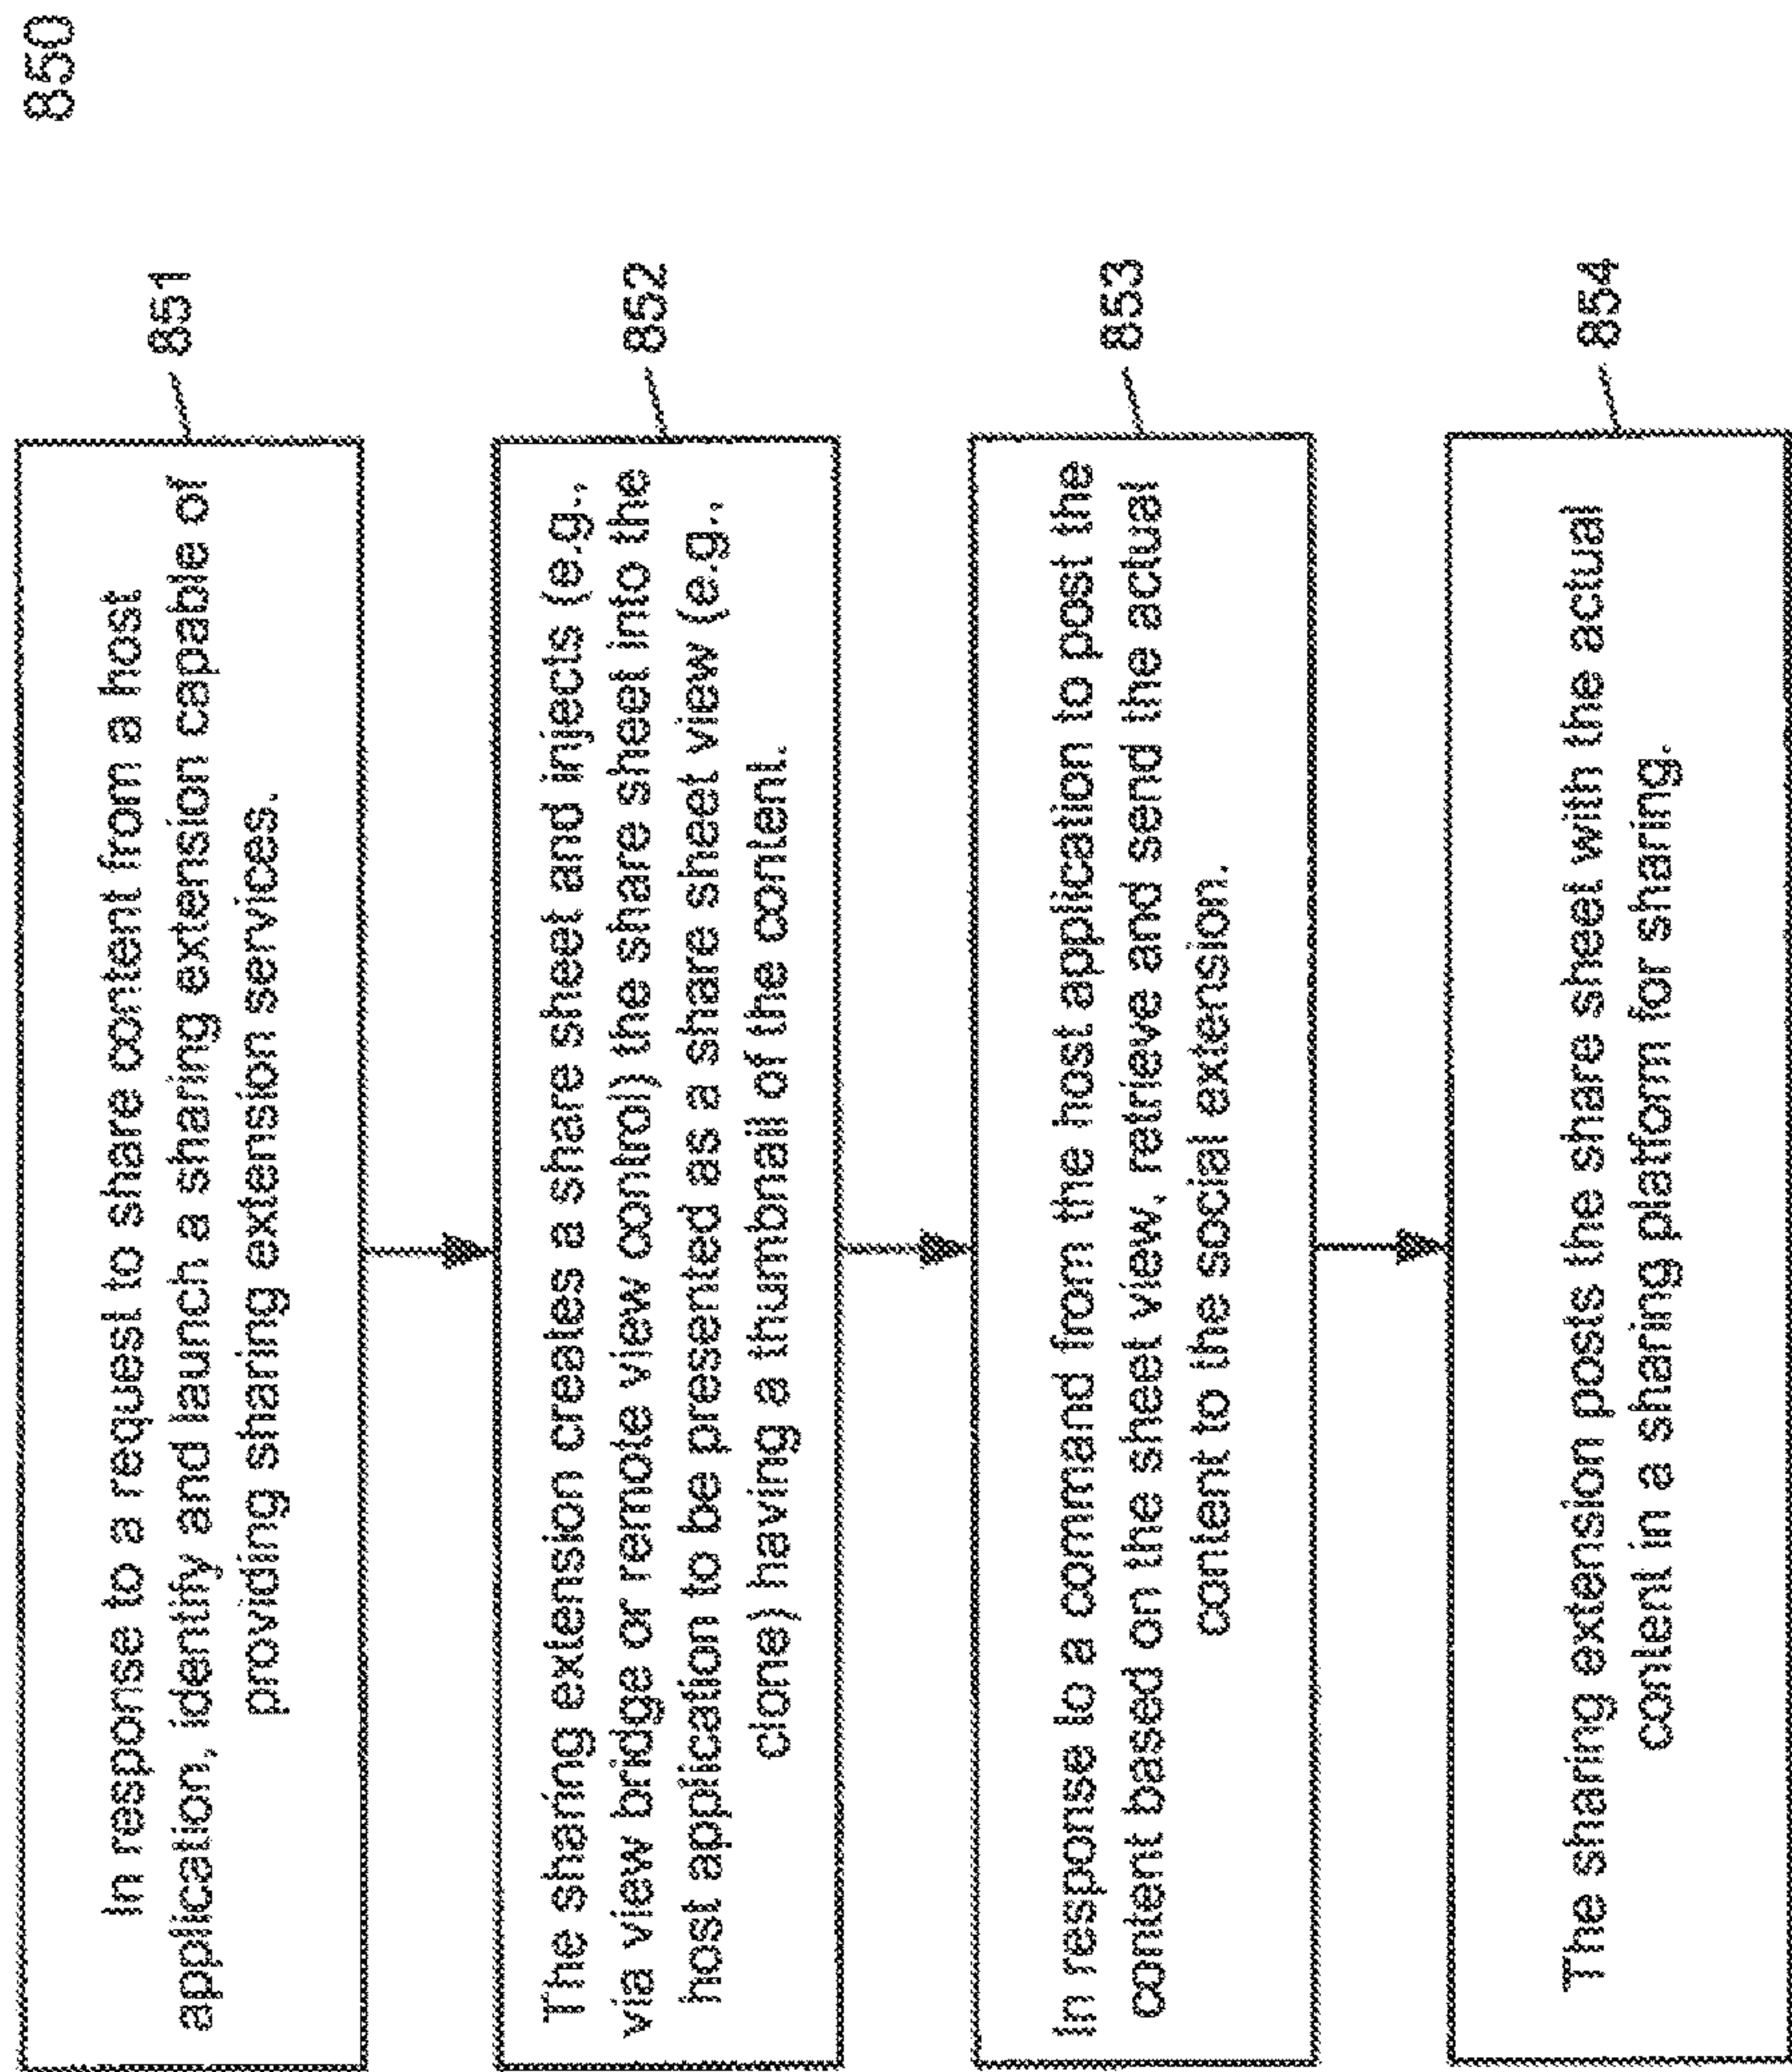 850
In response to a request to share content from a host
application, identify and launch a sharing extension capable of
providing sharing extension services.
851
The sharing extension creates a share sheet and injects (e.g.,
via view bridge or remote view control) the share sheet into the
host application to be presented as a share sheet view (e.g.,
clone) having a thumbnail of the content.
852
In response to a command from the host application to post the
content based on the sheet view, retrieve and send the actual
content to the social extension.
853
The sharing extension posts the share sheet with the actual
content in a sharing platform for sharing.
854